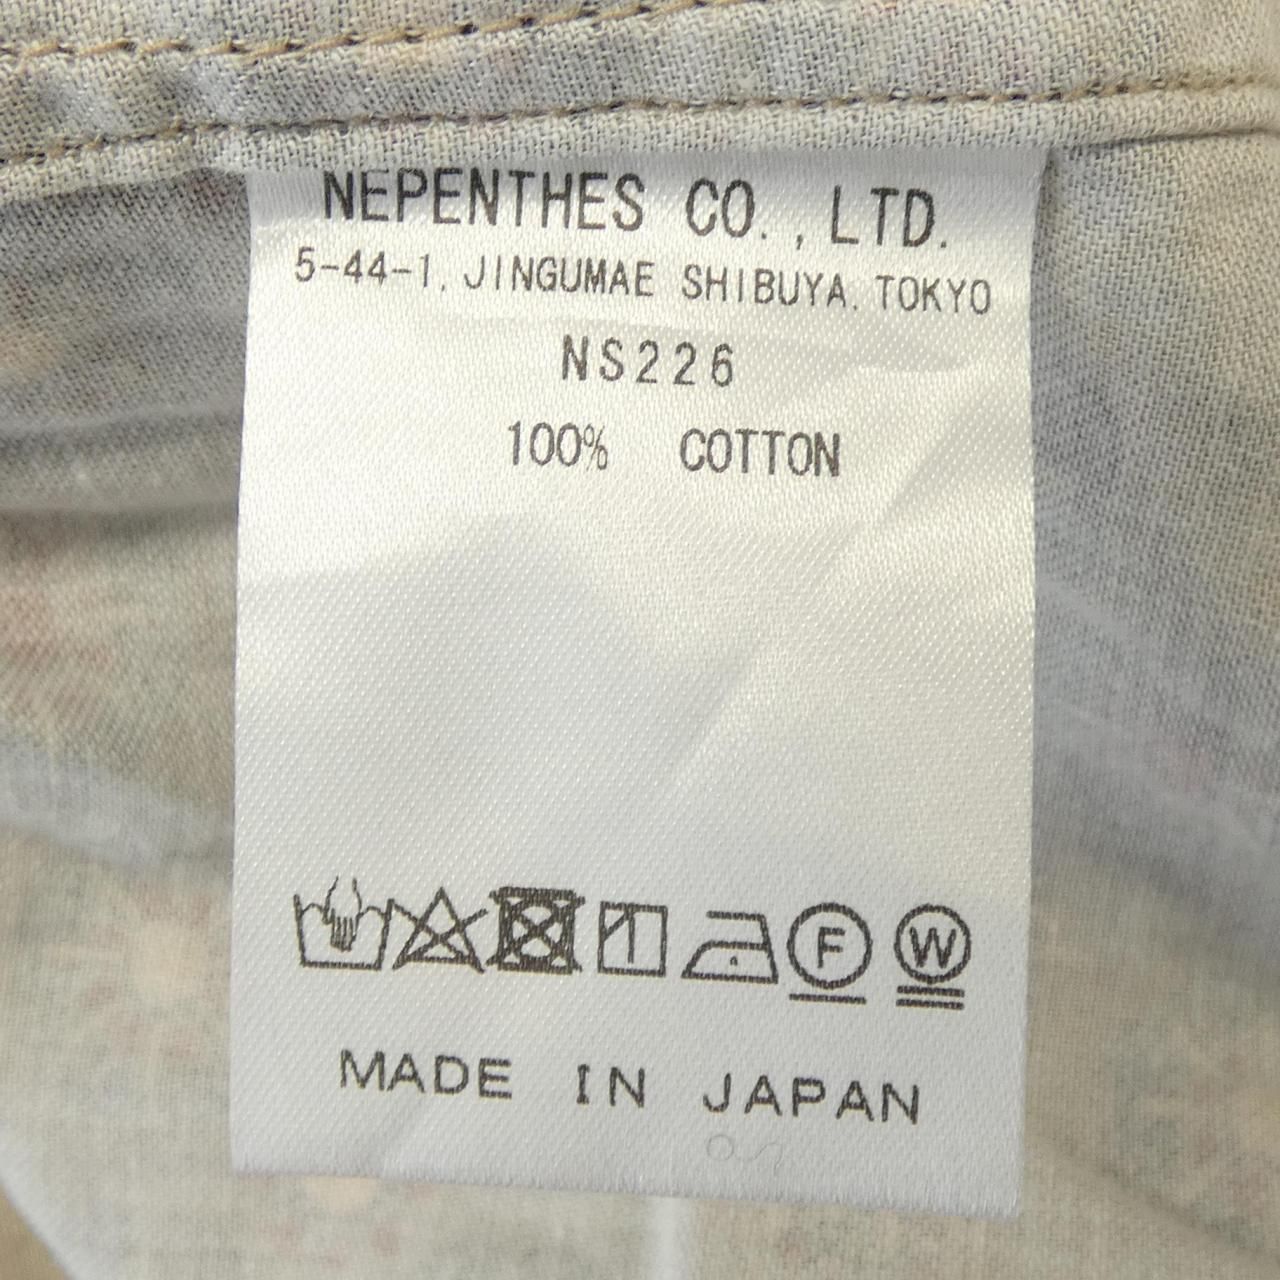 NEPENTHES CO., LTD.
5-44-1, JINGUMAE SHIBUYA, TOKYO
NS226
100% COTTON
F W
MADE IN JAPAN